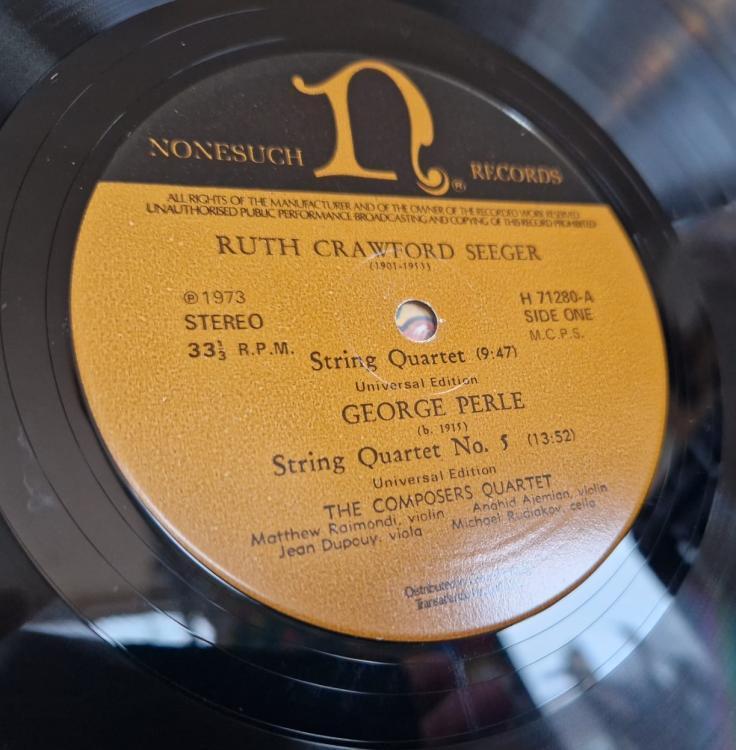 NONESUCH n® RECORDS
ALL RIGHTS OF THE MANUFACTURER AND OF THE OWNER OF THE RECORDED WORK RESERVED
UNAUTHORISED PUBLIC PERFORMANCE BROADCASTING AND COPYING OF THIS RECORD PROHIBITED
RUTH CRAWFORD SEEGER
(1901-1953)
℗ 1973
STEREO
33⅓ R.P.M.
H 71280-A
SIDE ONE
M.C.P.S.
String Quartet (9:47)
Universal Edition
GEORGE PERLE
(b. 1915)
String Quartet No. 5 (13:52)
Universal Edition
THE COMPOSERS QUARTET
Matthew Raimondi, violin Anahid Ajemian, violin
Jean Dupouy, viola Michael Rudiakov, cello
Distributed